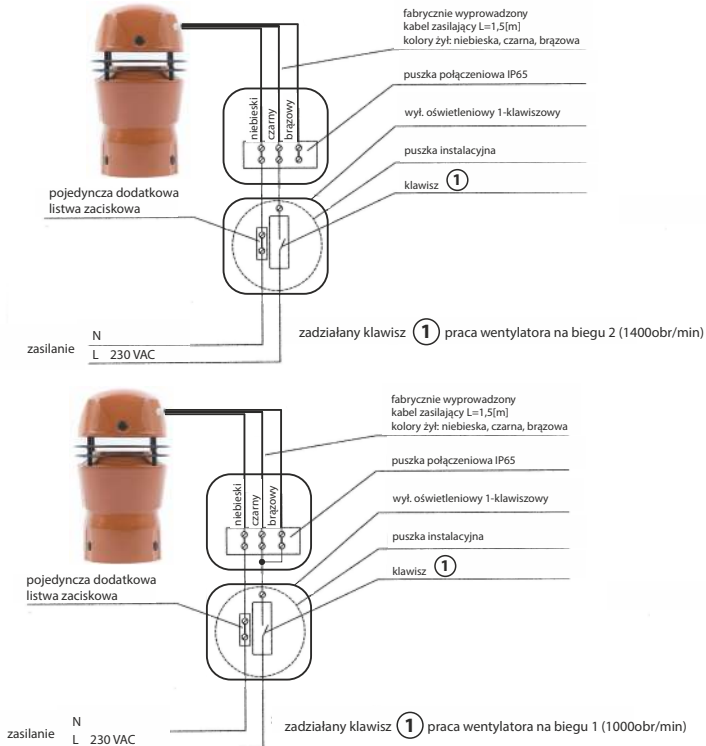 fabrycznie wyprowadzony
kabel zasilający L=1,5[m]
kolory żył: niebieska, czarna, brązowa
puszka połączeniowa IP65
niebieski
czarny
brązowy
wył. oświetleniowy 1-klawiszowy
puszka instalacyjna
klawisz 1
pojedyncza dodatkowa
listwa zaciskowa
zadziałany klawisz 1 praca wentylatora na biegu 2 (1400obr/min)
N
zasilanie
L 230 VAC
fabrycznie wyprowadzony
kabel zasilający L=1,5[m]
kolory żył: niebieska, czarna, brązowa
puszka połączeniowa IP65
niebieski
czarny
brązowy
wył. oświetleniowy 1-klawiszowy
puszka instalacyjna
klawisz 1
pojedyncza dodatkowa
listwa zaciskowa
zadziałany klawisz 1 praca wentylatora na biegu 1 (1000obr/min)
N
zasilanie
L 230 VAC